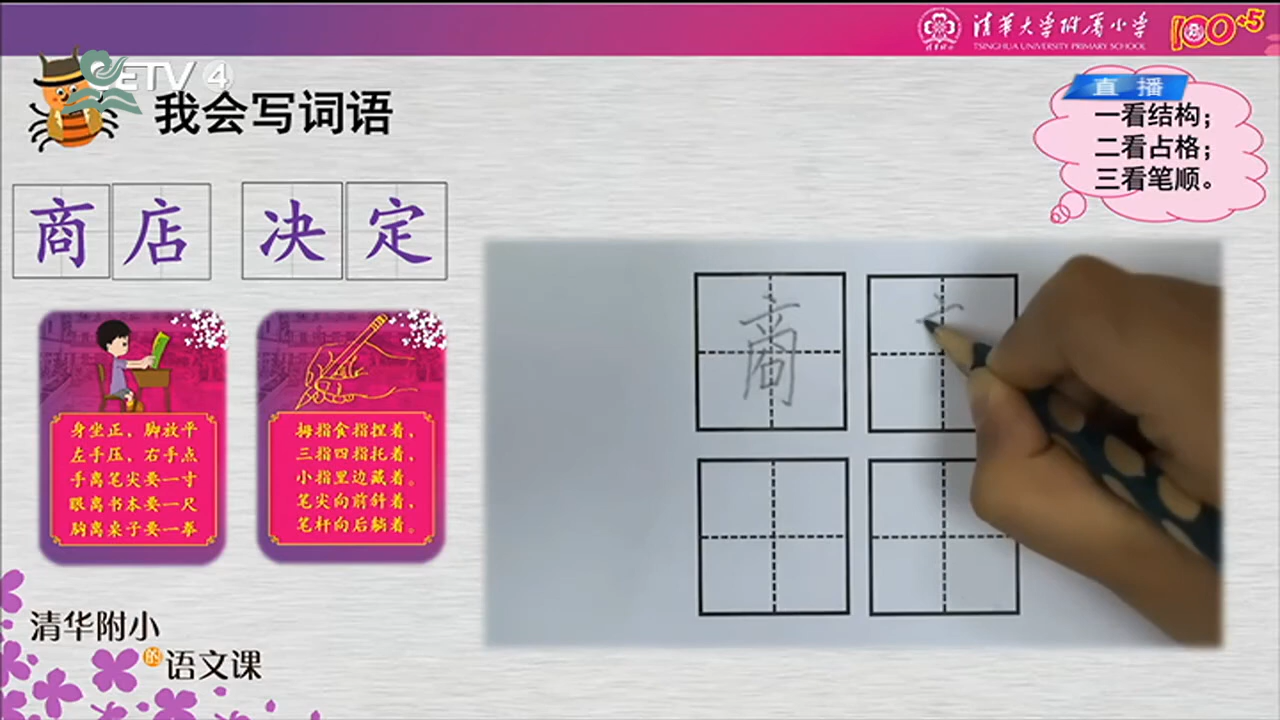 清华大学附属小学
TSINGHUA UNIVERSITY PRIMARY SCHOOL
100+5
CETV 4
我会写词语
直播
一看结构；
二看占格；
三看笔顺。
商店 决定
商
身坐正，脚放平
左手压，右手点
手离笔尖要一寸
眼离书本要一尺
胸离桌子要一拳
拇指食指捏着，
三指四指托着，
小指里边藏着。
笔尖向前斜着，
笔杆向后躺着。
清华附小
的语文课